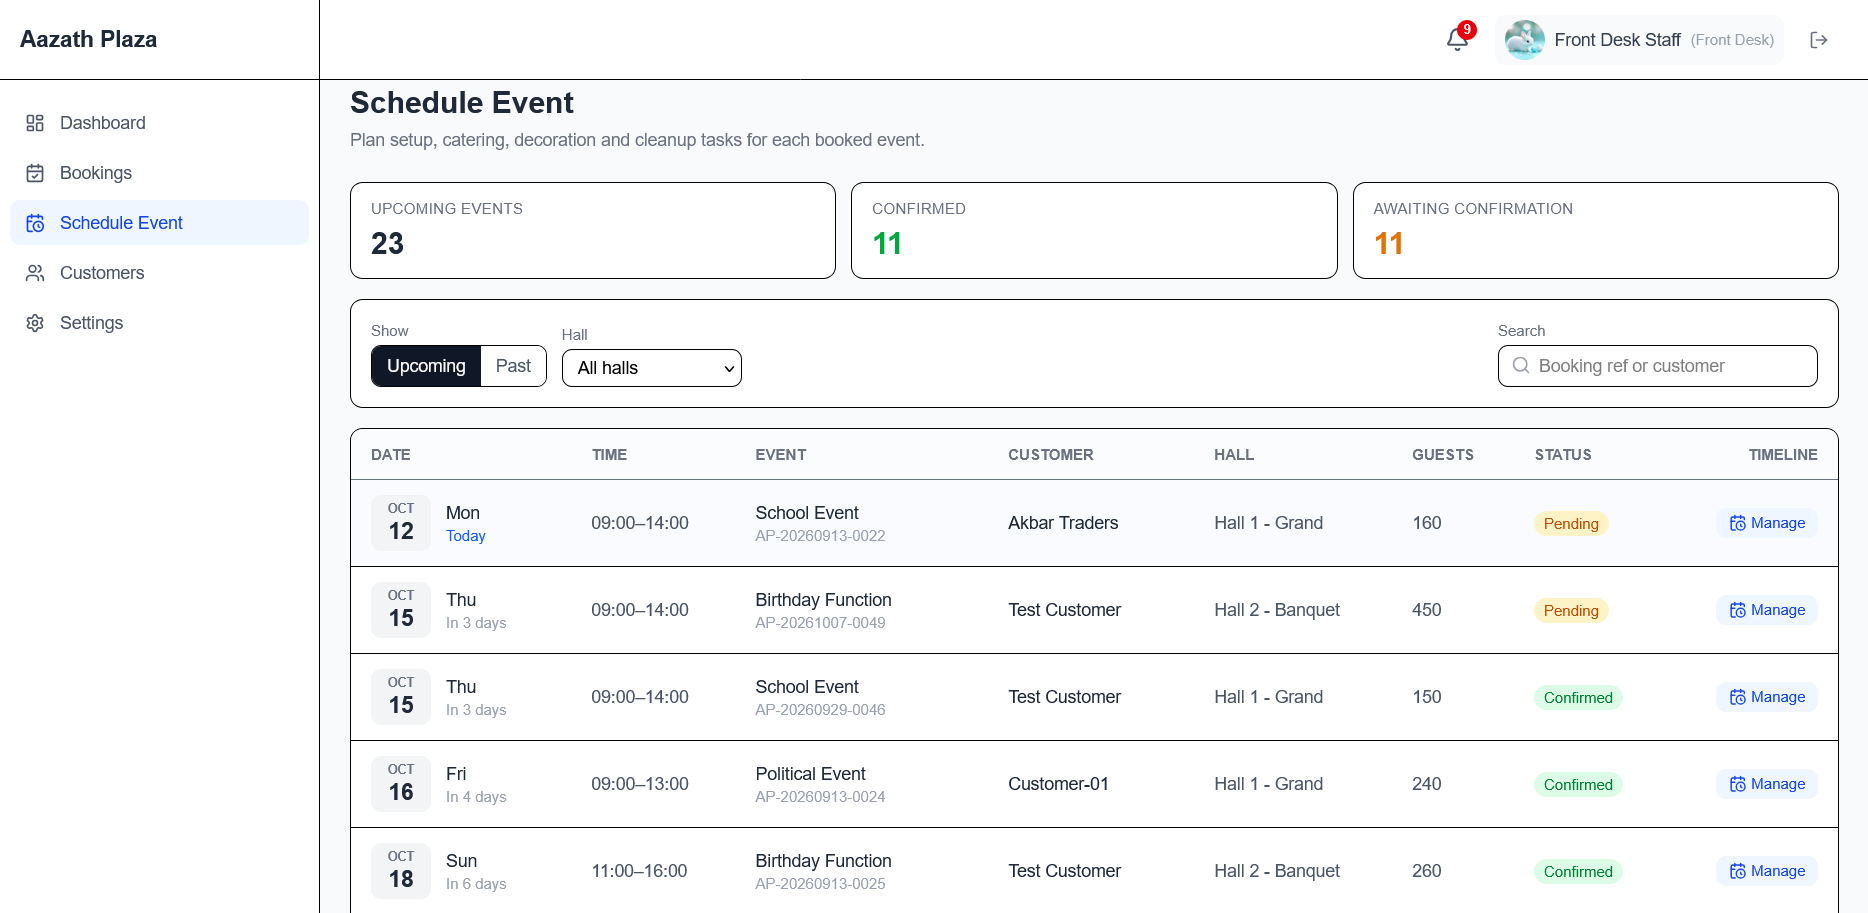 Aazath Plaza
9
Front Desk Staff (Front Desk)
Dashboard
Bookings
Schedule Event
Customers
Settings
Schedule Event
Plan setup, catering, decoration and cleanup tasks for each booked event.
UPCOMING EVENTS
23
CONFIRMED
11
AWAITING CONFIRMATION
11
Show
Upcoming Past
Hall
All halls
Search
Booking ref or customer
DATE TIME EVENT CUSTOMER HALL GUESTS STATUS TIMELINE
OCT
12
Mon
Today
09:00–14:00
School Event
AP-20260913-0022
Akbar Traders
Hall 1 - Grand
160
Pending
Manage
OCT
15
Thu
In 3 days
09:00–14:00
Birthday Function
AP-20261007-0049
Test Customer
Hall 2 - Banquet
450
Pending
Manage
OCT
15
Thu
In 3 days
09:00–14:00
School Event
AP-20260929-0046
Test Customer
Hall 1 - Grand
150
Confirmed
Manage
OCT
16
Fri
In 4 days
09:00–13:00
Political Event
AP-20260913-0024
Customer-01
Hall 1 - Grand
240
Confirmed
Manage
OCT
18
Sun
In 6 days
11:00–16:00
Birthday Function
AP-20260913-0025
Test Customer
Hall 2 - Banquet
260
Confirmed
Manage